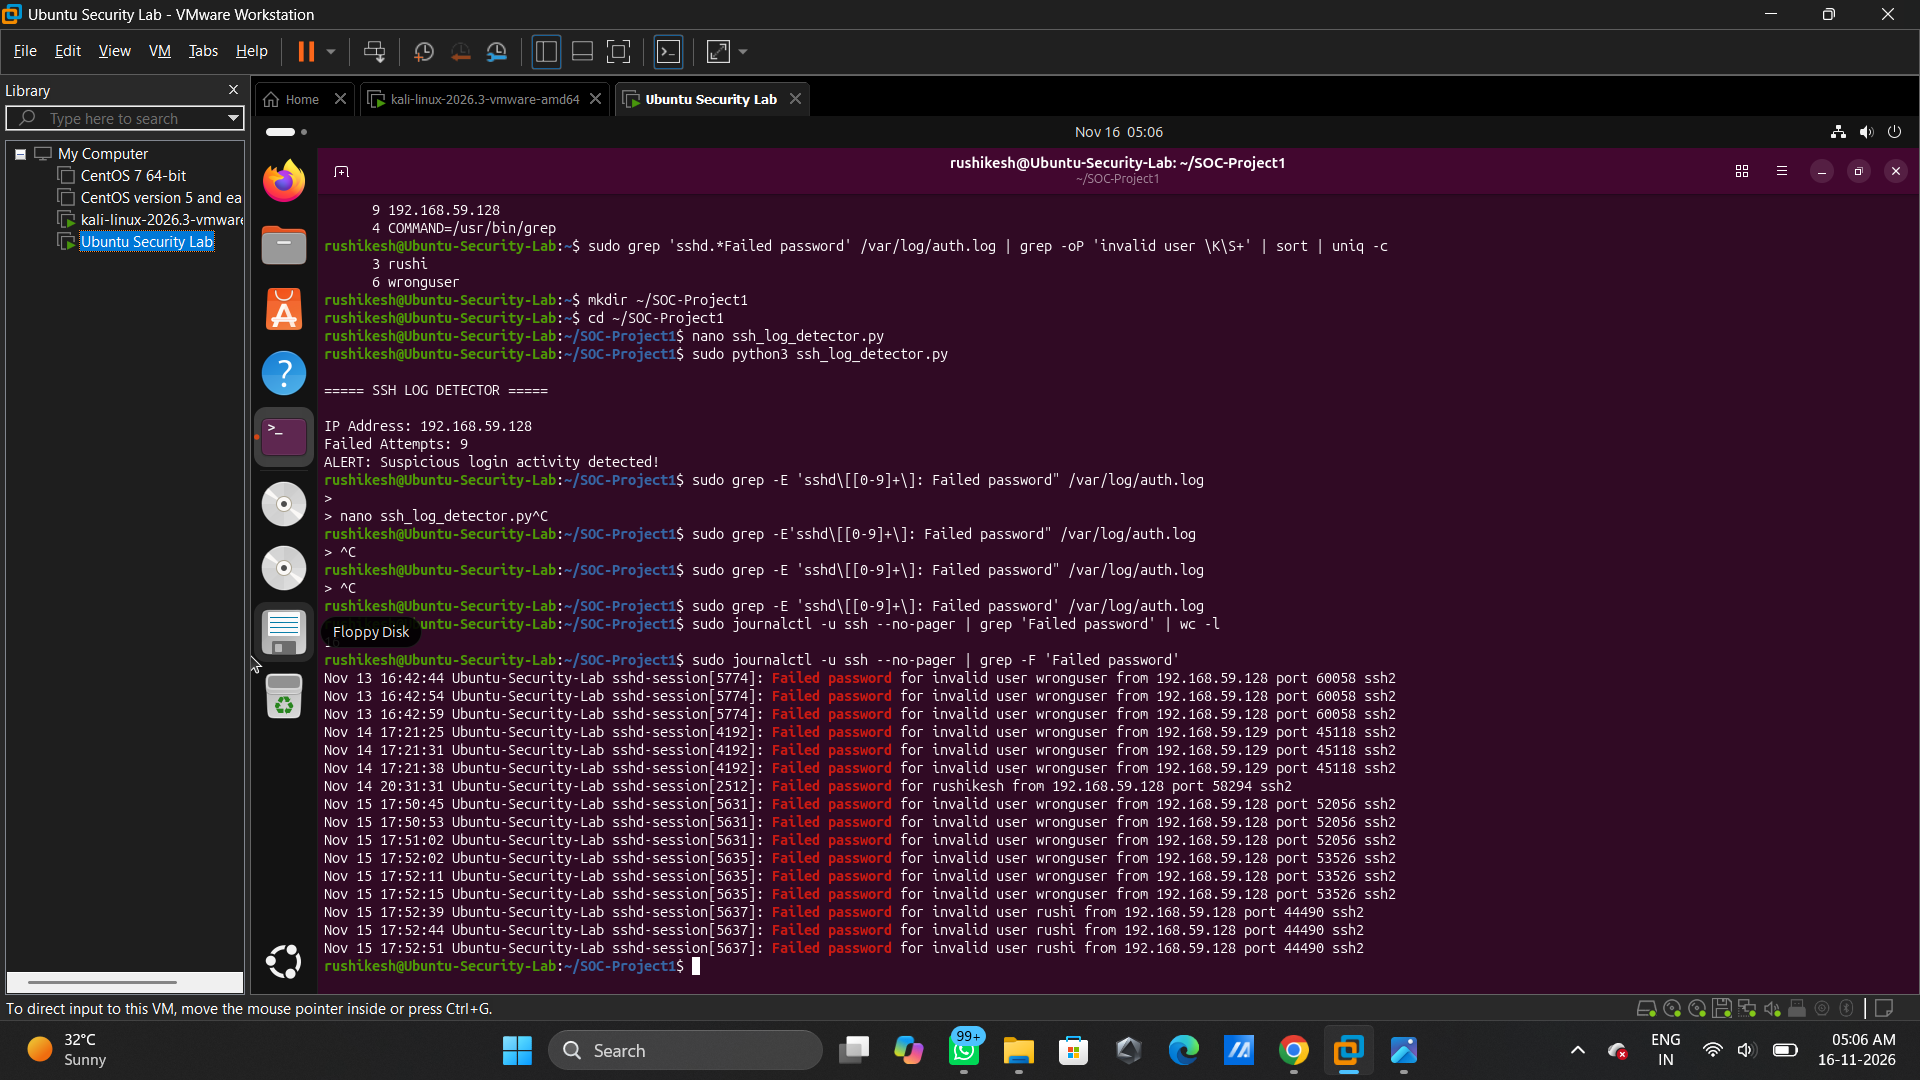 Ubuntu Security Lab - VMware Workstation
File Edit View VM Tabs Help
Library
Type here to search
My Computer
CentOS 7 64-bit
CentOS version 5 and ea
kali-linux-2026.3-vmware
Ubuntu Security Lab
Home
kali-linux-2026.3-vmware-amd64
Ubuntu Security Lab
Nov 16 05:06
rushikesh@Ubuntu-Security-Lab: ~/SOC-Project1
~/SOC-Project1
9 192.168.59.128
4 COMMAND=/usr/bin/grep
rushikesh@Ubuntu-Security-Lab:~$ sudo grep 'sshd.*Failed password' /var/log/auth.log | grep -oP 'invalid user \K\S+' | sort | uniq -c
3 rushi
6 wronguser
rushikesh@Ubuntu-Security-Lab:~$ mkdir ~/SOC-Project1
rushikesh@Ubuntu-Security-Lab:~$ cd ~/SOC-Project1
rushikesh@Ubuntu-Security-Lab:~/SOC-Project1$ nano ssh_log_detector.py
rushikesh@Ubuntu-Security-Lab:~/SOC-Project1$ sudo python3 ssh_log_detector.py
===== SSH LOG DETECTOR =====
IP Address: 192.168.59.128
Failed Attempts: 9
ALERT: Suspicious login activity detected!
rushikesh@Ubuntu-Security-Lab:~/SOC-Project1$ sudo grep -E 'sshd\[[0-9]+\]: Failed password" /var/log/auth.log
>
> nano ssh_log_detector.py^C
rushikesh@Ubuntu-Security-Lab:~/SOC-Project1$ sudo grep -E'sshd\[[0-9]+\]: Failed password" /var/log/auth.log
> ^C
rushikesh@Ubuntu-Security-Lab:~/SOC-Project1$ sudo grep -E 'sshd\[[0-9]+\]: Failed password" /var/log/auth.log
> ^C
rushikesh@Ubuntu-Security-Lab:~/SOC-Project1$ sudo grep -E 'sshd\[[0-9]+\]: Failed password' /var/log/auth.log
untu-Security-Lab:~/SOC-Project1$ sudo journalctl -u ssh --no-pager | grep 'Failed password' | wc -l
Floppy Disk
rushikesh@Ubuntu-Security-Lab:~/SOC-Project1$ sudo journalctl -u ssh --no-pager | grep -F 'Failed password'
Nov 13 16:42:44 Ubuntu-Security-Lab sshd-session[5774]: Failed password for invalid user wronguser from 192.168.59.128 port 60058 ssh2
Nov 13 16:42:54 Ubuntu-Security-Lab sshd-session[5774]: Failed password for invalid user wronguser from 192.168.59.128 port 60058 ssh2
Nov 13 16:42:59 Ubuntu-Security-Lab sshd-session[5774]: Failed password for invalid user wronguser from 192.168.59.128 port 60058 ssh2
Nov 14 17:21:25 Ubuntu-Security-Lab sshd-session[4192]: Failed password for invalid user wronguser from 192.168.59.129 port 45118 ssh2
Nov 14 17:21:31 Ubuntu-Security-Lab sshd-session[4192]: Failed password for invalid user wronguser from 192.168.59.129 port 45118 ssh2
Nov 14 17:21:38 Ubuntu-Security-Lab sshd-session[4192]: Failed password for invalid user wronguser from 192.168.59.129 port 45118 ssh2
Nov 14 20:31:31 Ubuntu-Security-Lab sshd-session[2512]: Failed password for rushikesh from 192.168.59.128 port 58294 ssh2
Nov 15 17:50:45 Ubuntu-Security-Lab sshd-session[5631]: Failed password for invalid user wronguser from 192.168.59.128 port 52056 ssh2
Nov 15 17:50:53 Ubuntu-Security-Lab sshd-session[5631]: Failed password for invalid user wronguser from 192.168.59.128 port 52056 ssh2
Nov 15 17:51:02 Ubuntu-Security-Lab sshd-session[5631]: Failed password for invalid user wronguser from 192.168.59.128 port 52056 ssh2
Nov 15 17:52:02 Ubuntu-Security-Lab sshd-session[5635]: Failed password for invalid user wronguser from 192.168.59.128 port 53526 ssh2
Nov 15 17:52:11 Ubuntu-Security-Lab sshd-session[5635]: Failed password for invalid user wronguser from 192.168.59.128 port 53526 ssh2
Nov 15 17:52:15 Ubuntu-Security-Lab sshd-session[5635]: Failed password for invalid user wronguser from 192.168.59.128 port 53526 ssh2
Nov 15 17:52:39 Ubuntu-Security-Lab sshd-session[5637]: Failed password for invalid user rushi from 192.168.59.128 port 44490 ssh2
Nov 15 17:52:44 Ubuntu-Security-Lab sshd-session[5637]: Failed password for invalid user rushi from 192.168.59.128 port 44490 ssh2
Nov 15 17:52:51 Ubuntu-Security-Lab sshd-session[5637]: Failed password for invalid user rushi from 192.168.59.128 port 44490 ssh2
rushikesh@Ubuntu-Security-Lab:~/SOC-Project1$
To direct input to this VM, move the mouse pointer inside or press Ctrl+G.
32°C
Sunny
Search
99+
ENG
IN
05:06 AM
16-11-2026